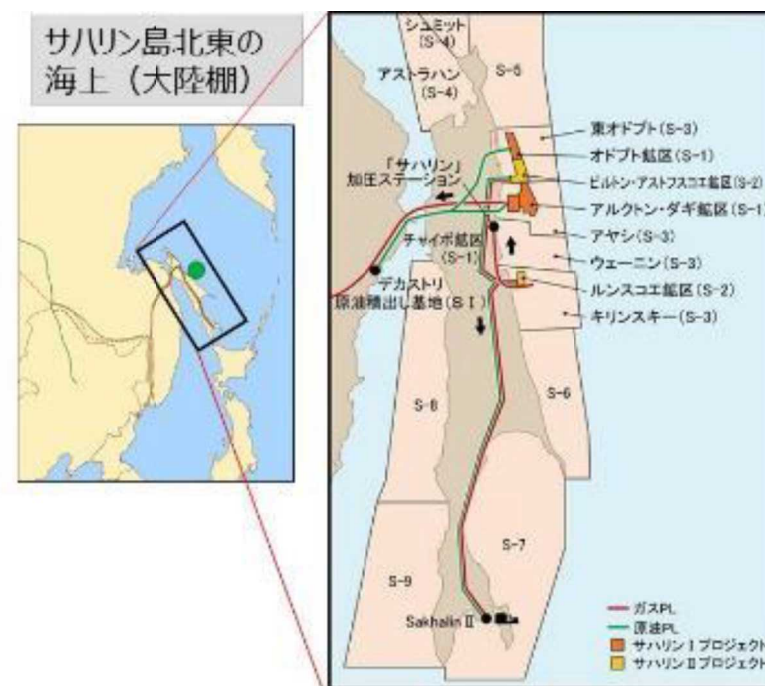 サハリン島北東の
海上（大陸棚）
シュミット
(S-4)
アストラハン
(S-4)
S-5
東オドプト(S-3)
オドプト鉱区(S-1)
ピルトン・アストフスコエ鉱区(S-2)
アルクトン・ダギ鉱区(S-1)
アヤシ(S-3)
ウェーニン(S-3)
ルンスコエ鉱区(S-2)
キリンスキー(S-3)
「サハリン」
加圧ステーション
チャイボ鉱区
(S-1)
デカストリ
原油積出し基地(SⅠ)
S-8
S-6
S-7
S-9
Sakhalin Ⅱ
ガスPL
原油PL
サハリンⅠプロジェクト
サハリンⅡプロジェクト